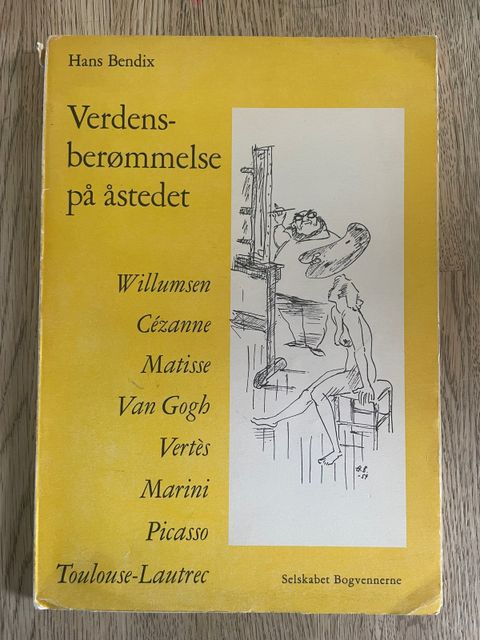 Hans Bendix
Verdens-
berømmelse
på åstedet
Willumsen
Cézanne
Matisse
Van Gogh
Vertès
Marini
Picasso
Toulouse-Lautrec
Selskabet Bogvennerne